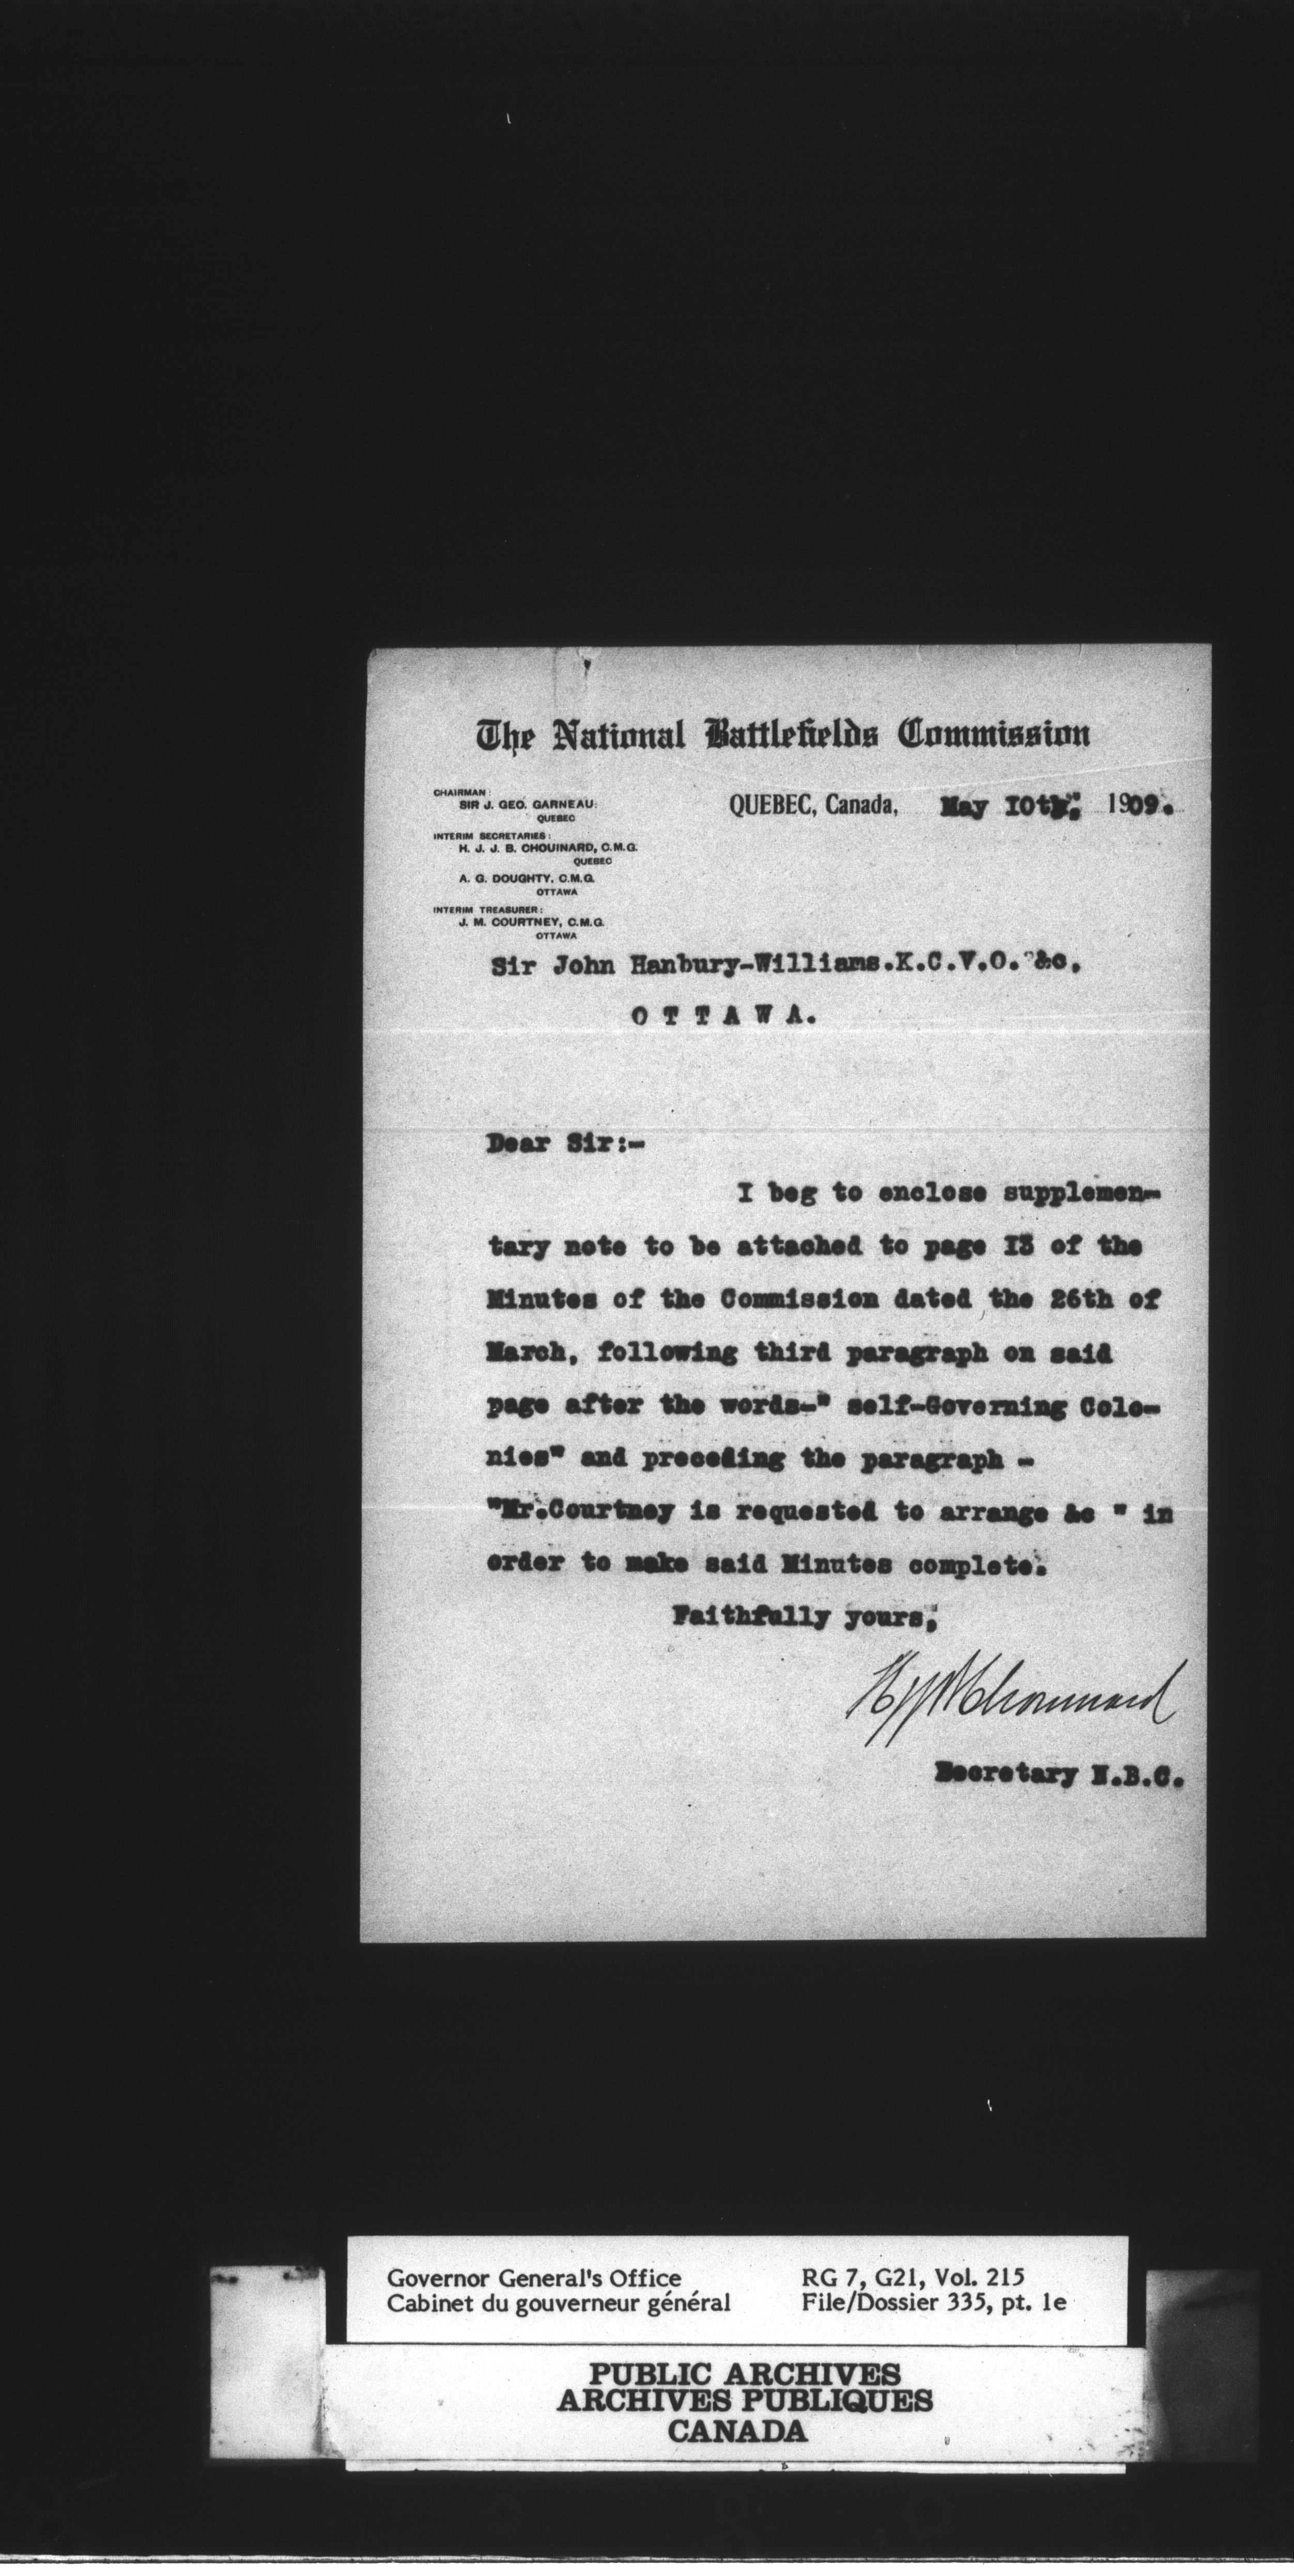 The National Battlefields Commission
CHAIRMAN:
SIR J. GEO. GARNEAU:
QUEBEC
INTERIM SECRETARIES:
H. J. J. B. CHOUINARD, C.M.G.
QUEBEC
A. G. DOUGHTY, C.M.G.
OTTAWA
INTERIM TREASURER:
J. M. COURTNEY, C.M.G.
OTTAWA
QUEBEC, Canada, May 10th, 1909.
Sir John Hanbury-Williams.K.C.V.O. &c,
O T T A W A.
Dear Sir:-
I beg to enclose supplemen-
tary note to be attached to page I3 of the
Minutes of the Commission dated the 26th of
March, following third paragraph on said
page after the words-" self-Governing Colo-
nies" and preceding the paragraph -
"Mr.Courtney is requested to arrange &c " in
order to make said Minutes complete.
Faithfully yours,
HJJBChouinard
Secretary N.B.C.
Governor General's Office
Cabinet du gouverneur général
RG 7, G21, Vol. 215
File/Dossier 335, pt. 1e
PUBLIC ARCHIVES
ARCHIVES PUBLIQUES
CANADA